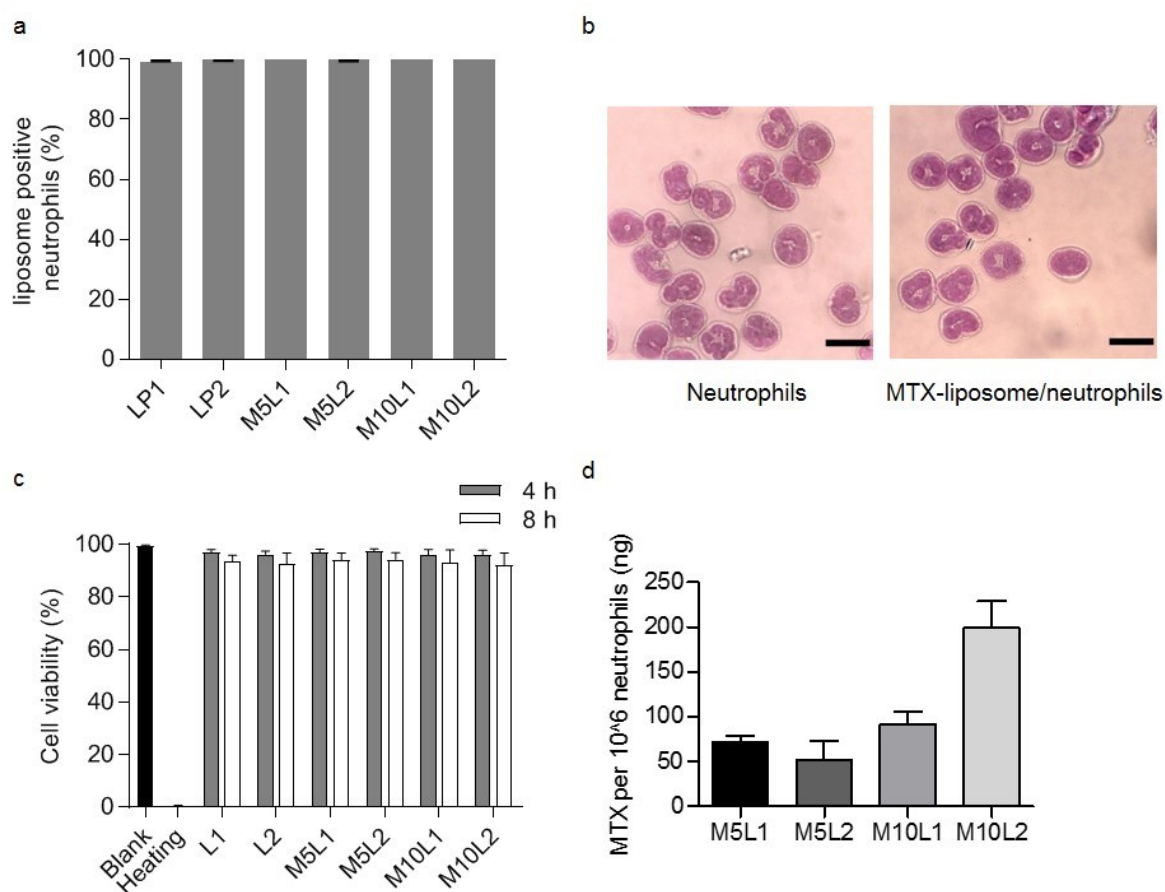 a
liposome positive
neutrophils (%)
100
80
60
40
20
0
LP1
LP2
M5L1
M5L2
M10L1
M10L2
b
Neutrophils
MTX-liposome/neutrophils
c
4 h
8 h
Cell viability (%)
100
80
60
40
20
0
Blank
Heating
L1
L2
M5L1
M5L2
M10L1
M10L2
d
MTX per 10^6 neutrophils (ng)
250
200
150
100
50
0
M5L1
M5L2
M10L1
M10L2